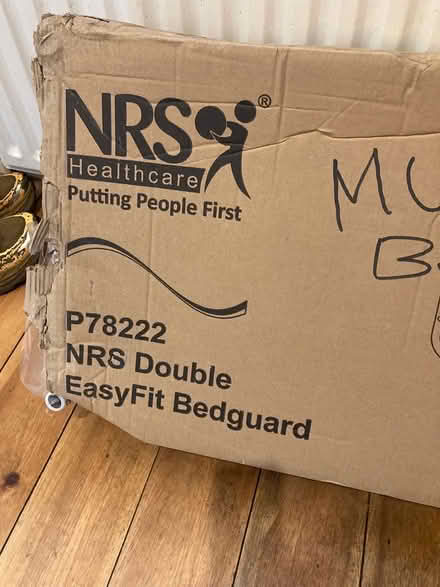 NRS®
Healthcare
Putting People First
P78222
NRS Double
EasyFit Bedguard